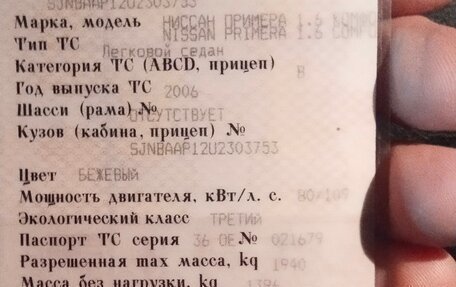 SJNBAAP12U2303753
Марка, модель НИССАН ПРИМЕРА 1.6
NISSAN PRIMERA 1.6
Тип ТС Легковой седан
Категория ТС (ABCD, прицеп) B
Год выпуска ТС 2006
Шасси (рама) № ОТСУТСТВУЕТ
Кузов (кабина, прицеп) №
SJNBAAP12U2303753
Цвет БЕЖЕВЫЙ
Мощность двигателя, кВт/л. с. 80/109
Экологический класс ТРЕТИЙ
Паспорт ТС серия 36 ОЕ № 021679
Разрешенная max масса, kg 1940
Масса без нагрузки, kg